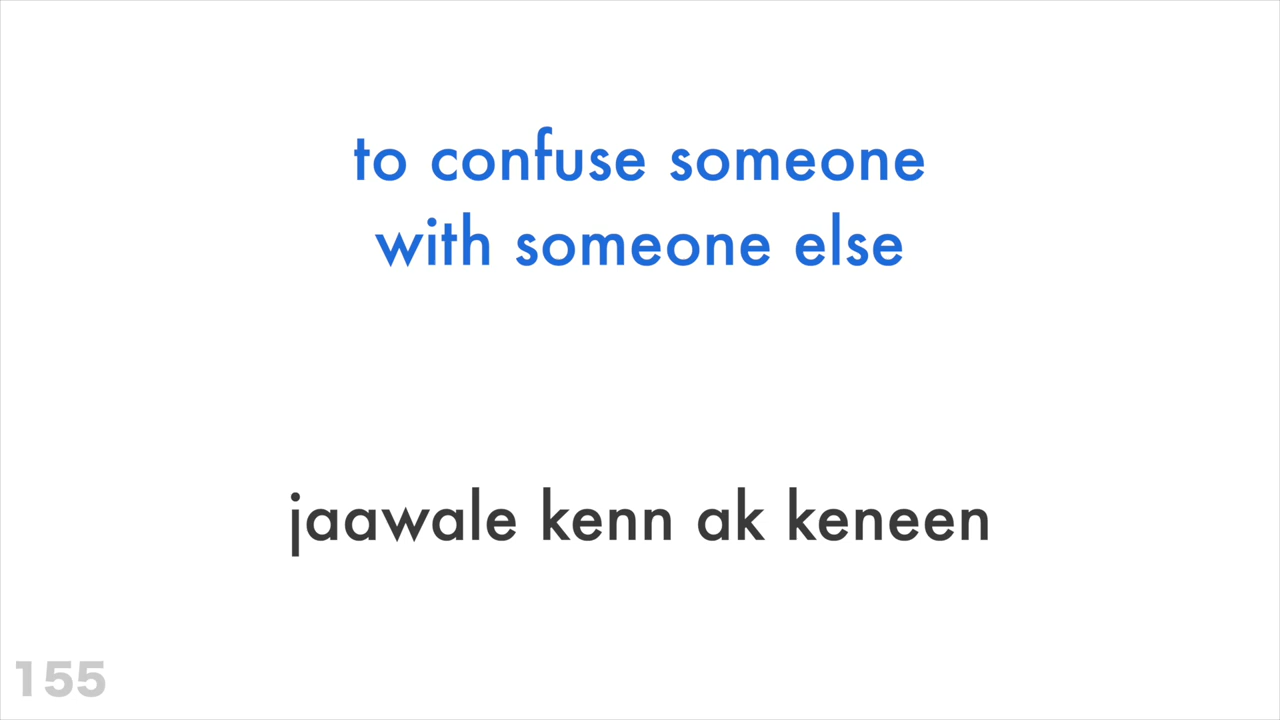 to confuse someone
with someone else
jaawale kenn ak keneen
155